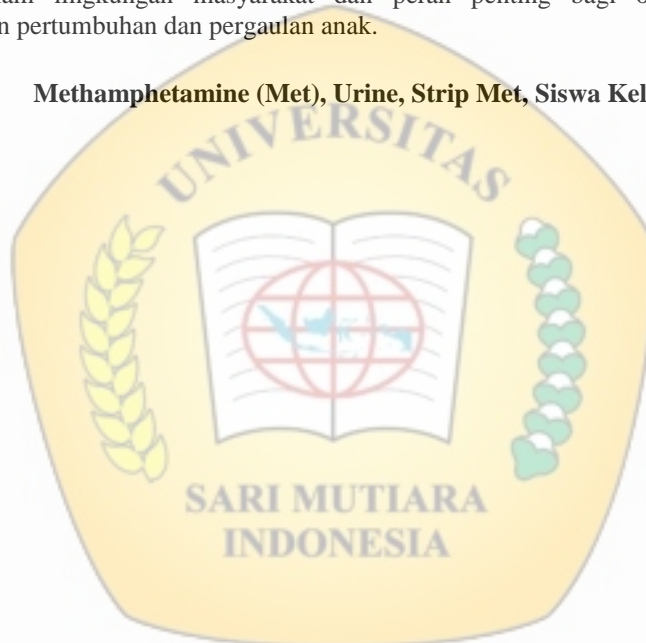 lingkungan masyarakat dan peran penting bagi
n pertumbuhan dan pergaulan anak.
Methamphetamine (Met), Urine, Strip Met, Siswa Kel
UNIVERSITAS
SARI MUTIARA
INDONESIA